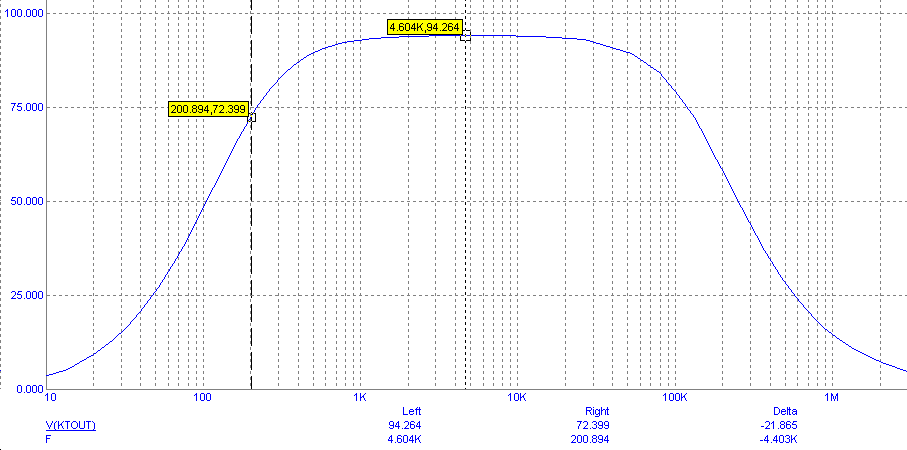 100.000
4.604K,94.264
75.000
200.894,72.399
50.000
25.000
0.000
10 100 1K 10K 100K 1M
Left Right Delta
V(KTOUT) 94.264 72.399 -21.865
F 4.604K 200.894 -4.403K